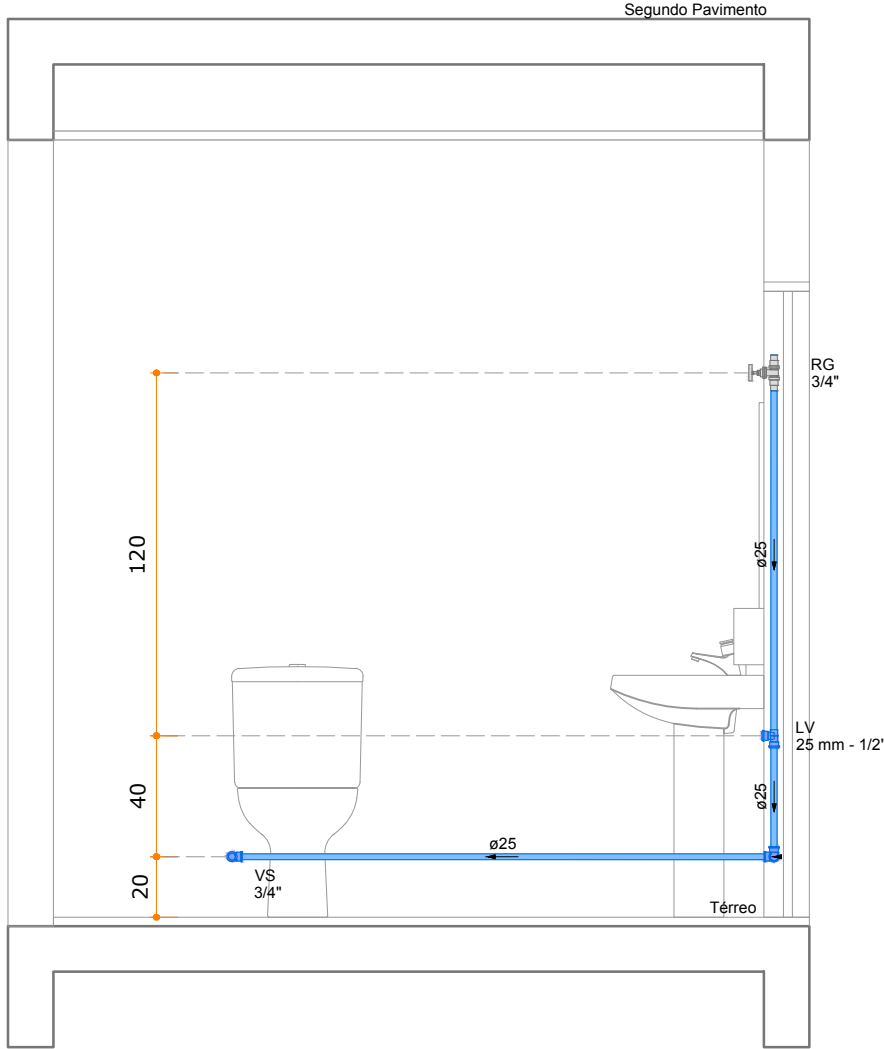 Segundo Pavimento
RG
3/4"
120
ø25
LV
25 mm - 1/2'
40
ø25
ø25
VS
3/4"
20
Térreo